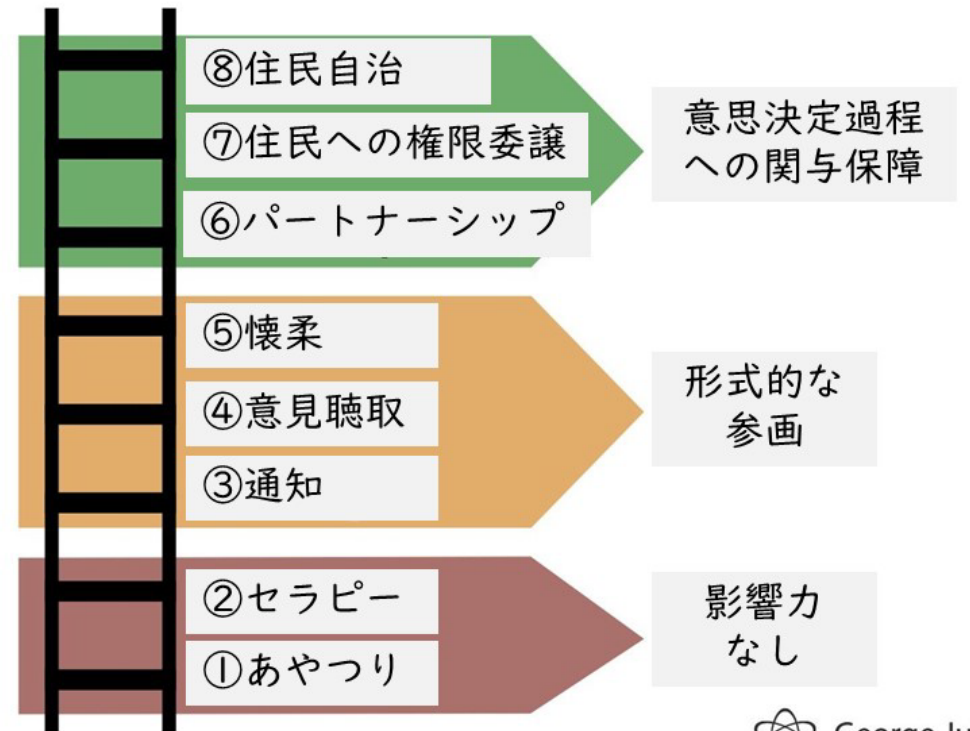 ⑧住民自治
⑦住民への権限委譲
⑥パートナーシップ
意思決定過程
への関与保障
⑤懐柔
④意見聴取
③通知
形式的な
参画
②セラピー
①あやつり
影響力
なし